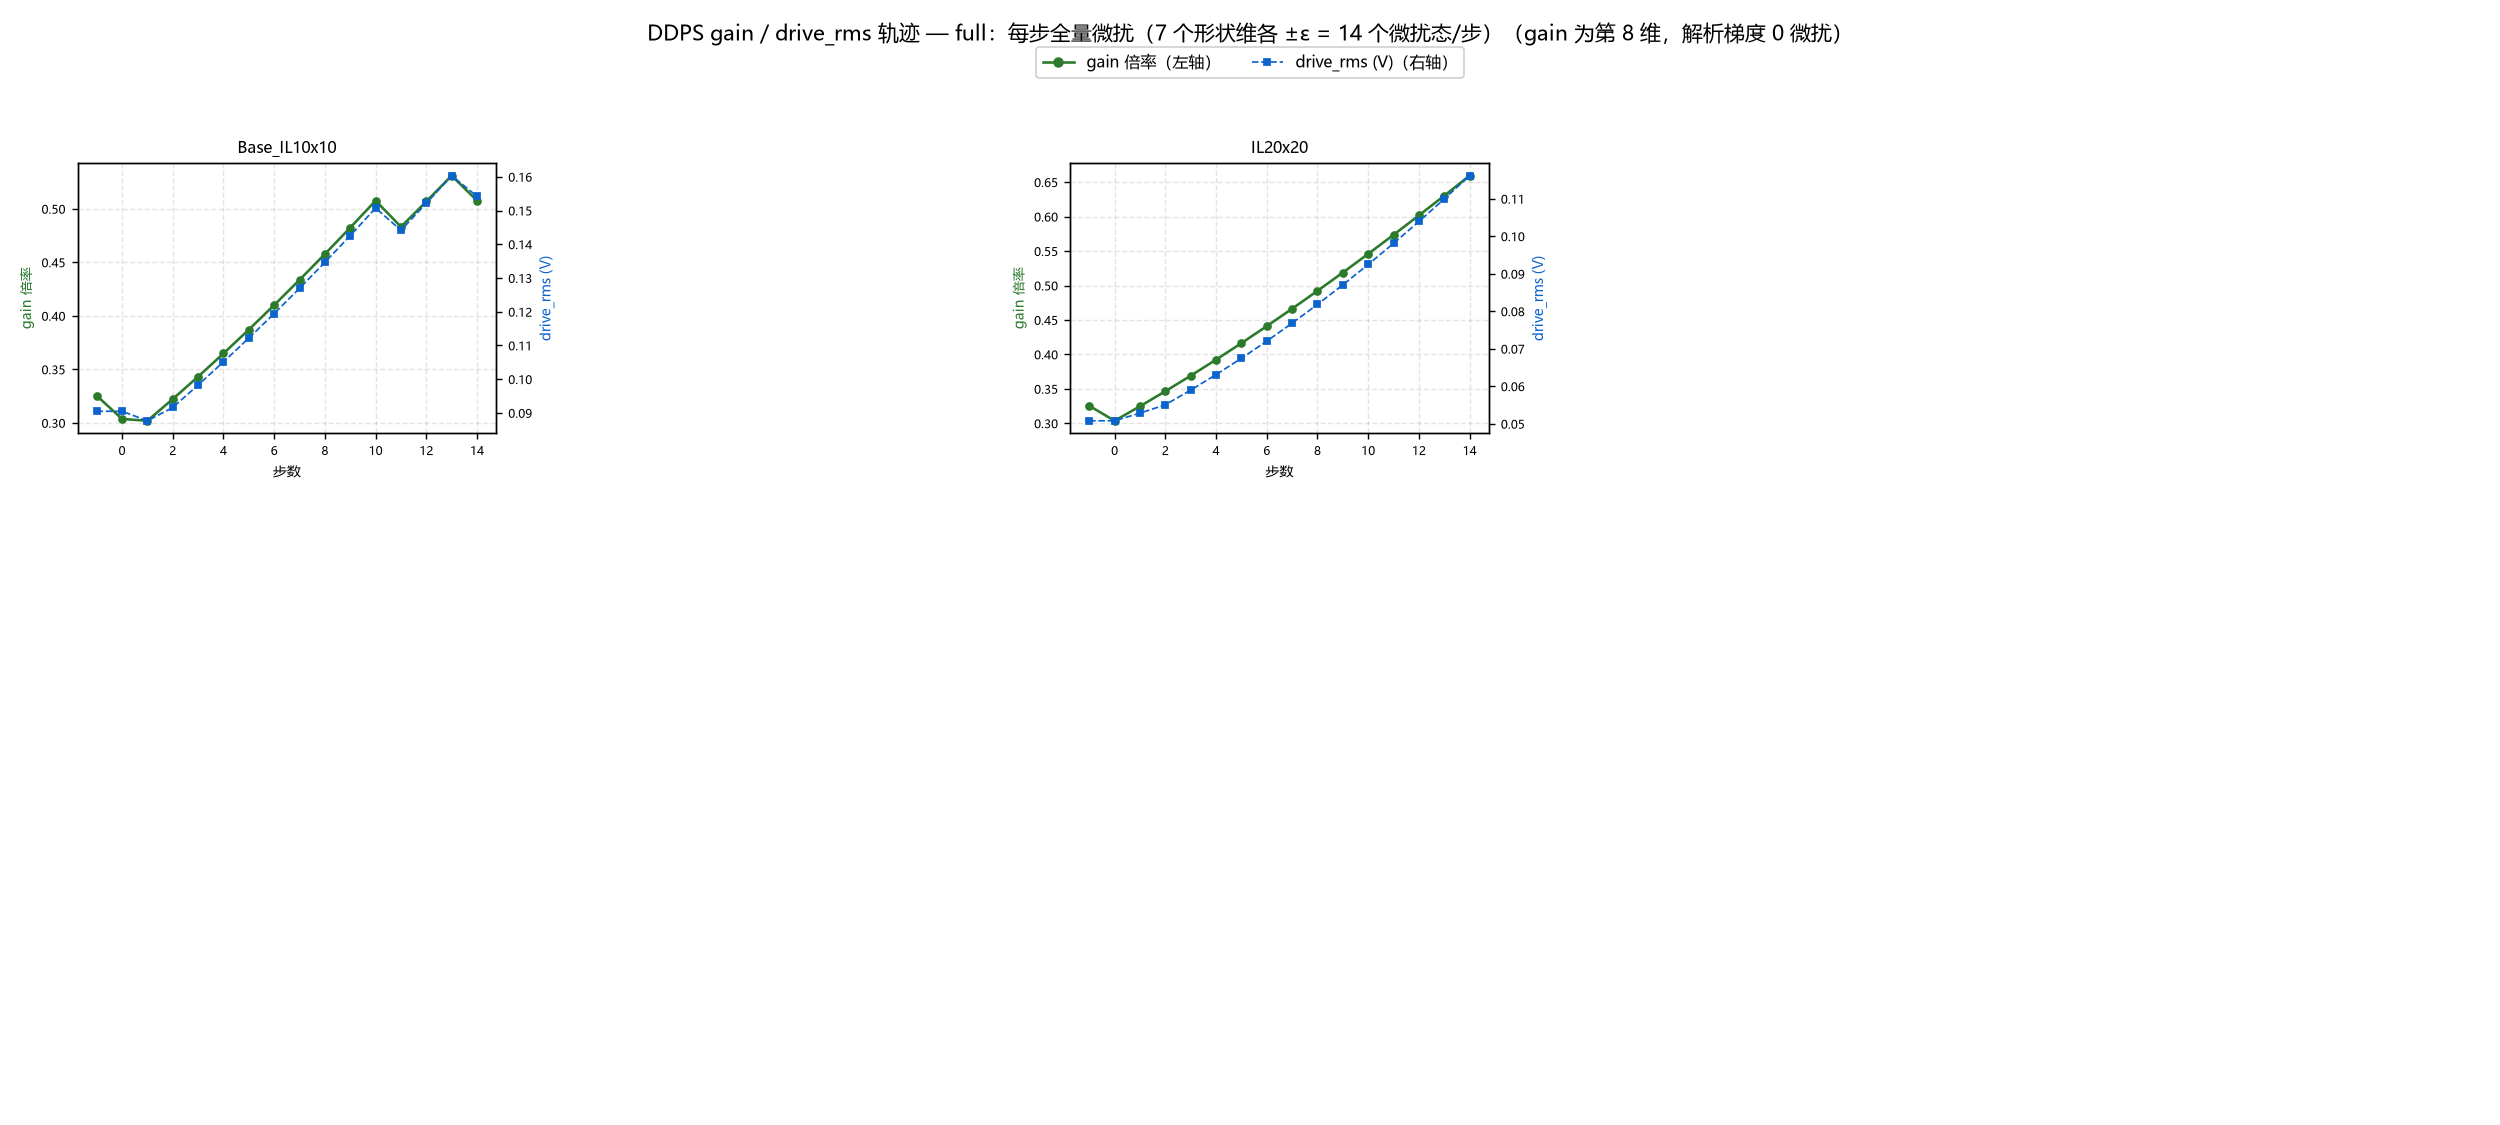 DDPS gain / drive_rms 轨迹 — full：每步全量微扰（7 个形状维各 ±ε = 14 个微扰态/步）（gain 为第 8 维，解析梯度 0 微扰）
gain 倍率（左轴） drive_rms (V)（右轴）
Base_IL10x10
gain 倍率
0.50
0.45
0.40
0.35
0.30
0.16
0.15
0.14
0.13
0.12
0.11
0.10
0.09
drive_rms (V)
0 2 4 6 8 10 12 14
步数
IL20x20
gain 倍率
0.65
0.60
0.55
0.50
0.45
0.40
0.35
0.30
0.11
0.10
0.09
0.08
0.07
0.06
0.05
drive_rms (V)
0 2 4 6 8 10 12 14
步数